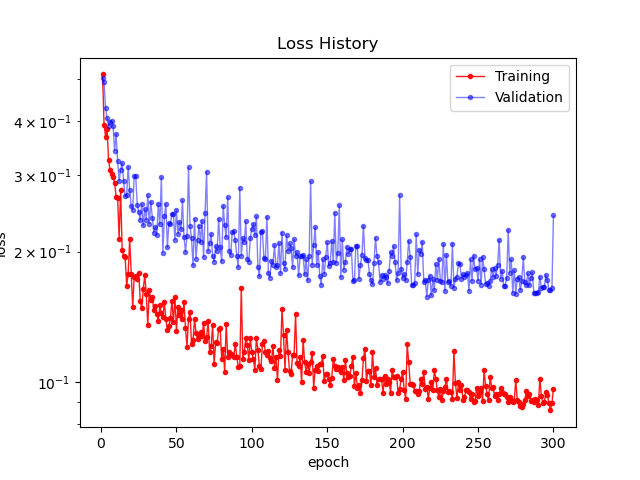 Loss History
Training
Validation
4 × 10⁻¹
3 × 10⁻¹
2 × 10⁻¹
10⁻¹
loss
0 50 100 150 200 250 300
epoch